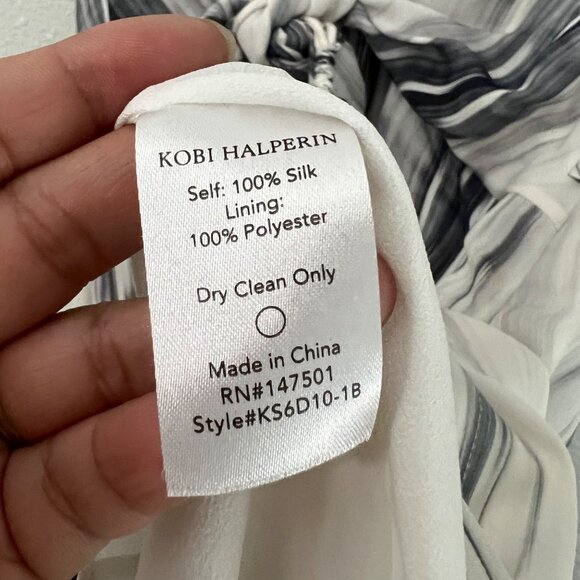 KOBI HALPERIN
Self: 100% Silk
Lining:
100% Polyester
Dry Clean Only
Made in China
RN#147501
Style#KS6D10-1B